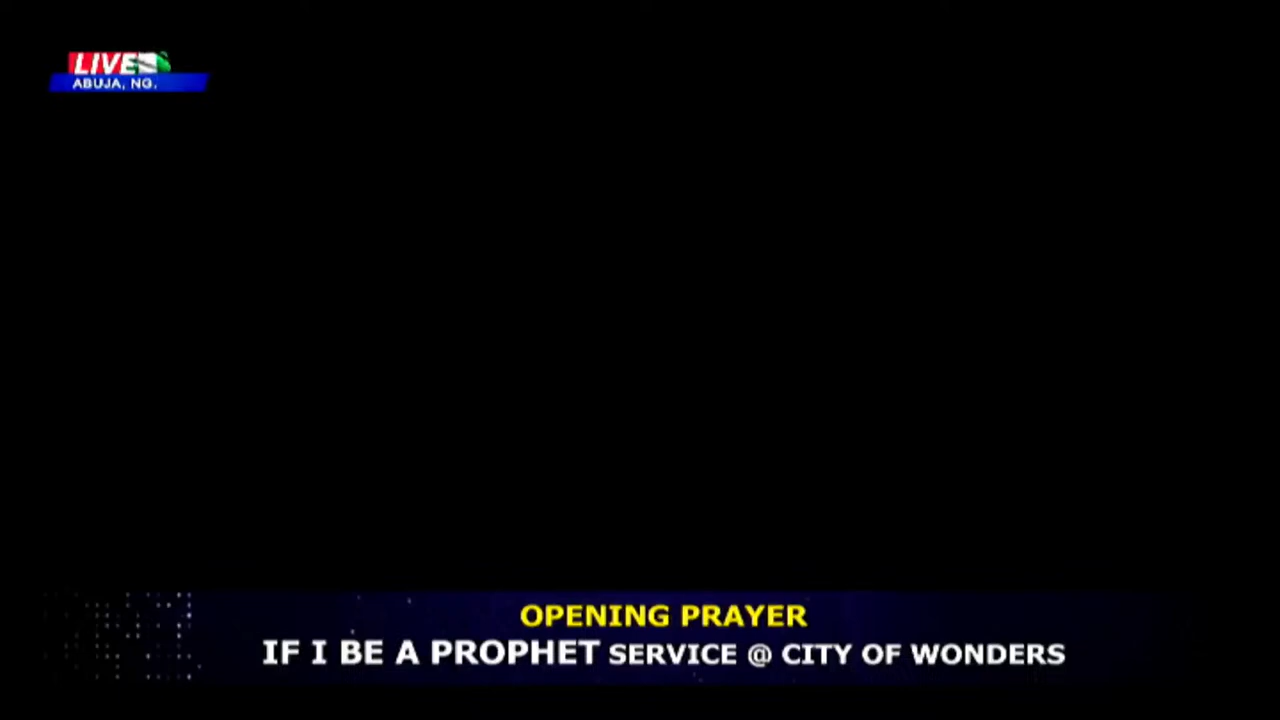 LIVE
ABUJA, NG.
OPENING PRAYER
IF I BE A PROPHET SERVICE @ CITY OF WONDERS